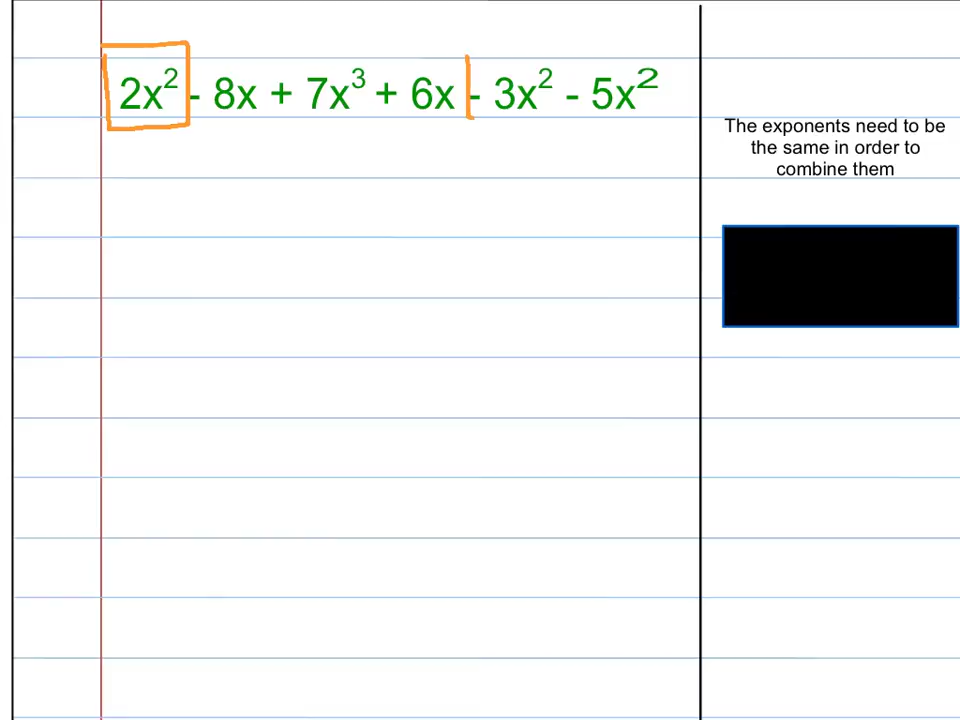 2x² - 8x + 7x³ + 6x - 3x² - 5x²
The exponents need to be
the same in order to
combine them